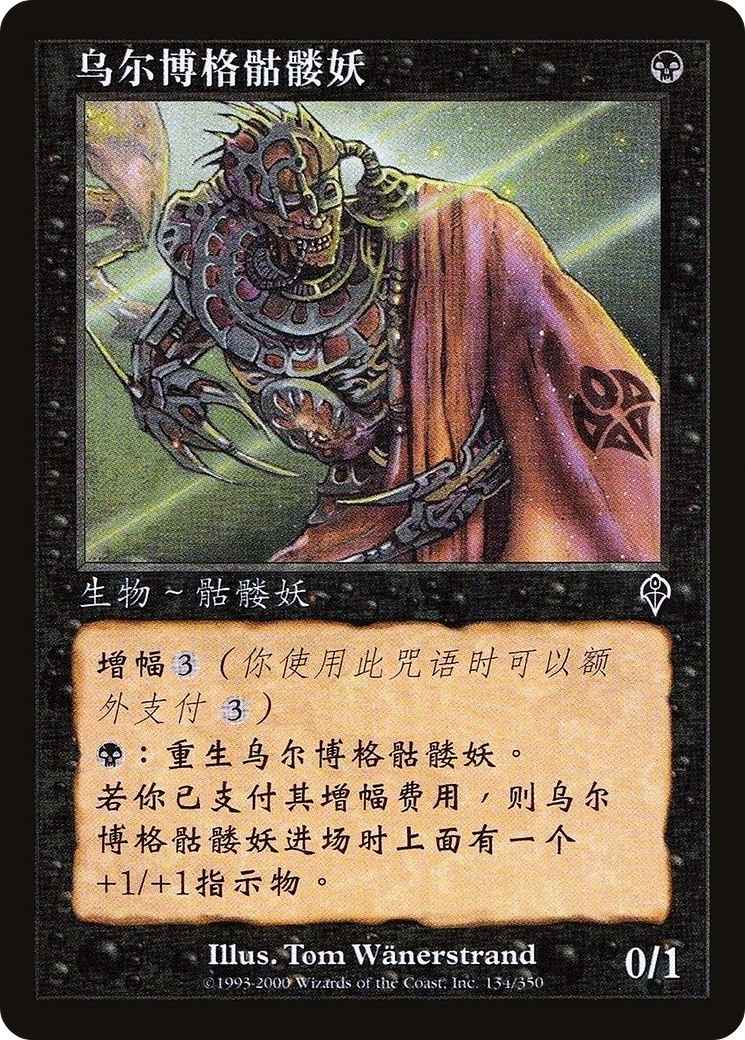 乌尔博格骷髅妖
生物~骷髅妖
增幅3（你使用此咒语时可以额
外支付3）
：重生乌尔博格骷髅妖。
若你已支付其增幅费用，则乌尔
博格骷髅妖进场时上面有一个
+1/+1指示物。
Illus. Tom Wänerstrand
0/1
©1993-2000 Wizards of the Coast, Inc. 134/350